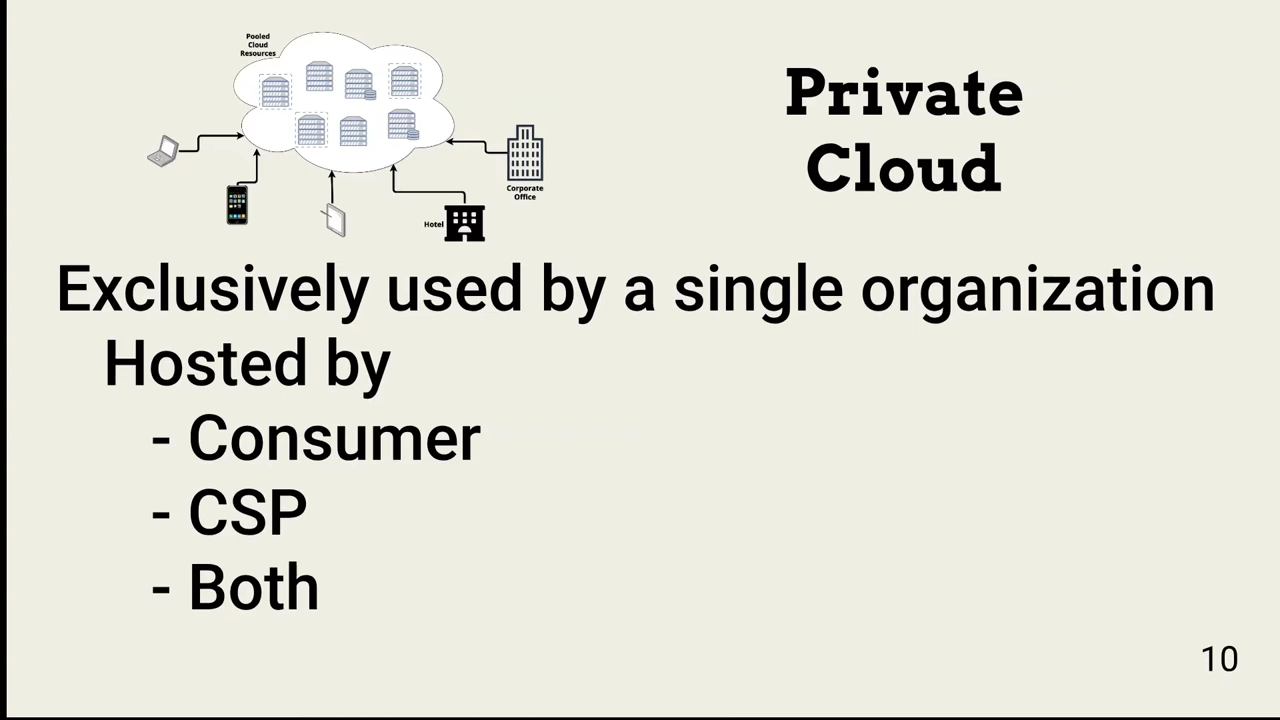 Pooled
Cloud
Resources
Private
Cloud
Corporate
Office
Hotel
Exclusively used by a single organization
Hosted by
- Consumer
- CSP
- Both
10